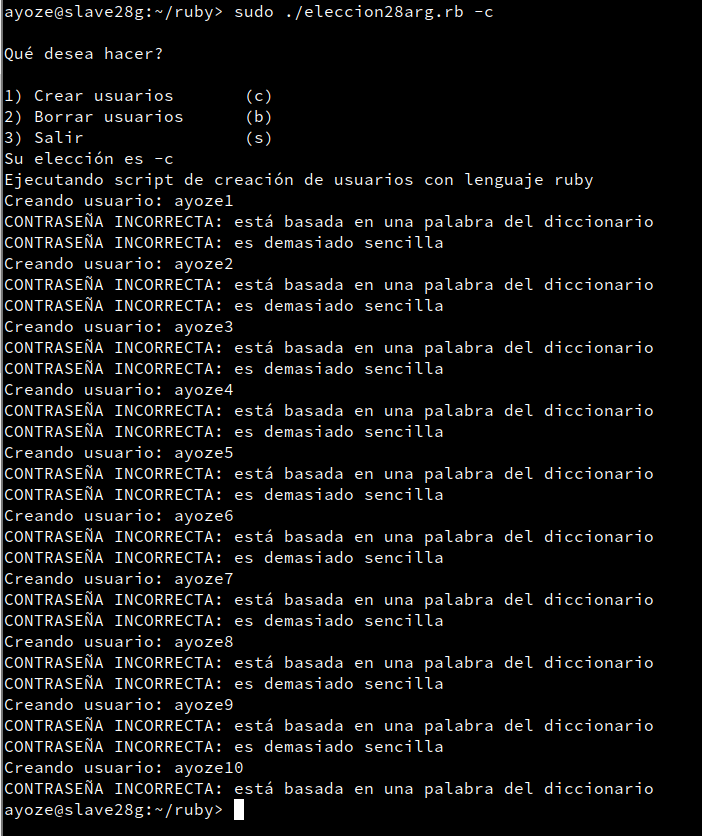 ayoze@slave28g:~/ruby> sudo ./eleccion28arg.rb -c
Qué desea hacer?
1) Crear usuarios (c)
2) Borrar usuarios (b)
3) Salir (s)
Su elección es -c
Ejecutando script de creación de usuarios con lenguaje ruby
Creando usuario: ayoze1
CONTRASEÑA INCORRECTA: está basada en una palabra del diccionario
CONTRASEÑA INCORRECTA: es demasiado sencilla
Creando usuario: ayoze2
CONTRASEÑA INCORRECTA: está basada en una palabra del diccionario
CONTRASEÑA INCORRECTA: es demasiado sencilla
Creando usuario: ayoze3
CONTRASEÑA INCORRECTA: está basada en una palabra del diccionario
CONTRASEÑA INCORRECTA: es demasiado sencilla
Creando usuario: ayoze4
CONTRASEÑA INCORRECTA: está basada en una palabra del diccionario
CONTRASEÑA INCORRECTA: es demasiado sencilla
Creando usuario: ayoze5
CONTRASEÑA INCORRECTA: está basada en una palabra del diccionario
CONTRASEÑA INCORRECTA: es demasiado sencilla
Creando usuario: ayoze6
CONTRASEÑA INCORRECTA: está basada en una palabra del diccionario
CONTRASEÑA INCORRECTA: es demasiado sencilla
Creando usuario: ayoze7
CONTRASEÑA INCORRECTA: está basada en una palabra del diccionario
CONTRASEÑA INCORRECTA: es demasiado sencilla
Creando usuario: ayoze8
CONTRASEÑA INCORRECTA: está basada en una palabra del diccionario
CONTRASEÑA INCORRECTA: es demasiado sencilla
Creando usuario: ayoze9
CONTRASEÑA INCORRECTA: está basada en una palabra del diccionario
CONTRASEÑA INCORRECTA: es demasiado sencilla
Creando usuario: ayoze10
CONTRASEÑA INCORRECTA: está basada en una palabra del diccionario
ayoze@slave28g:~/ruby>